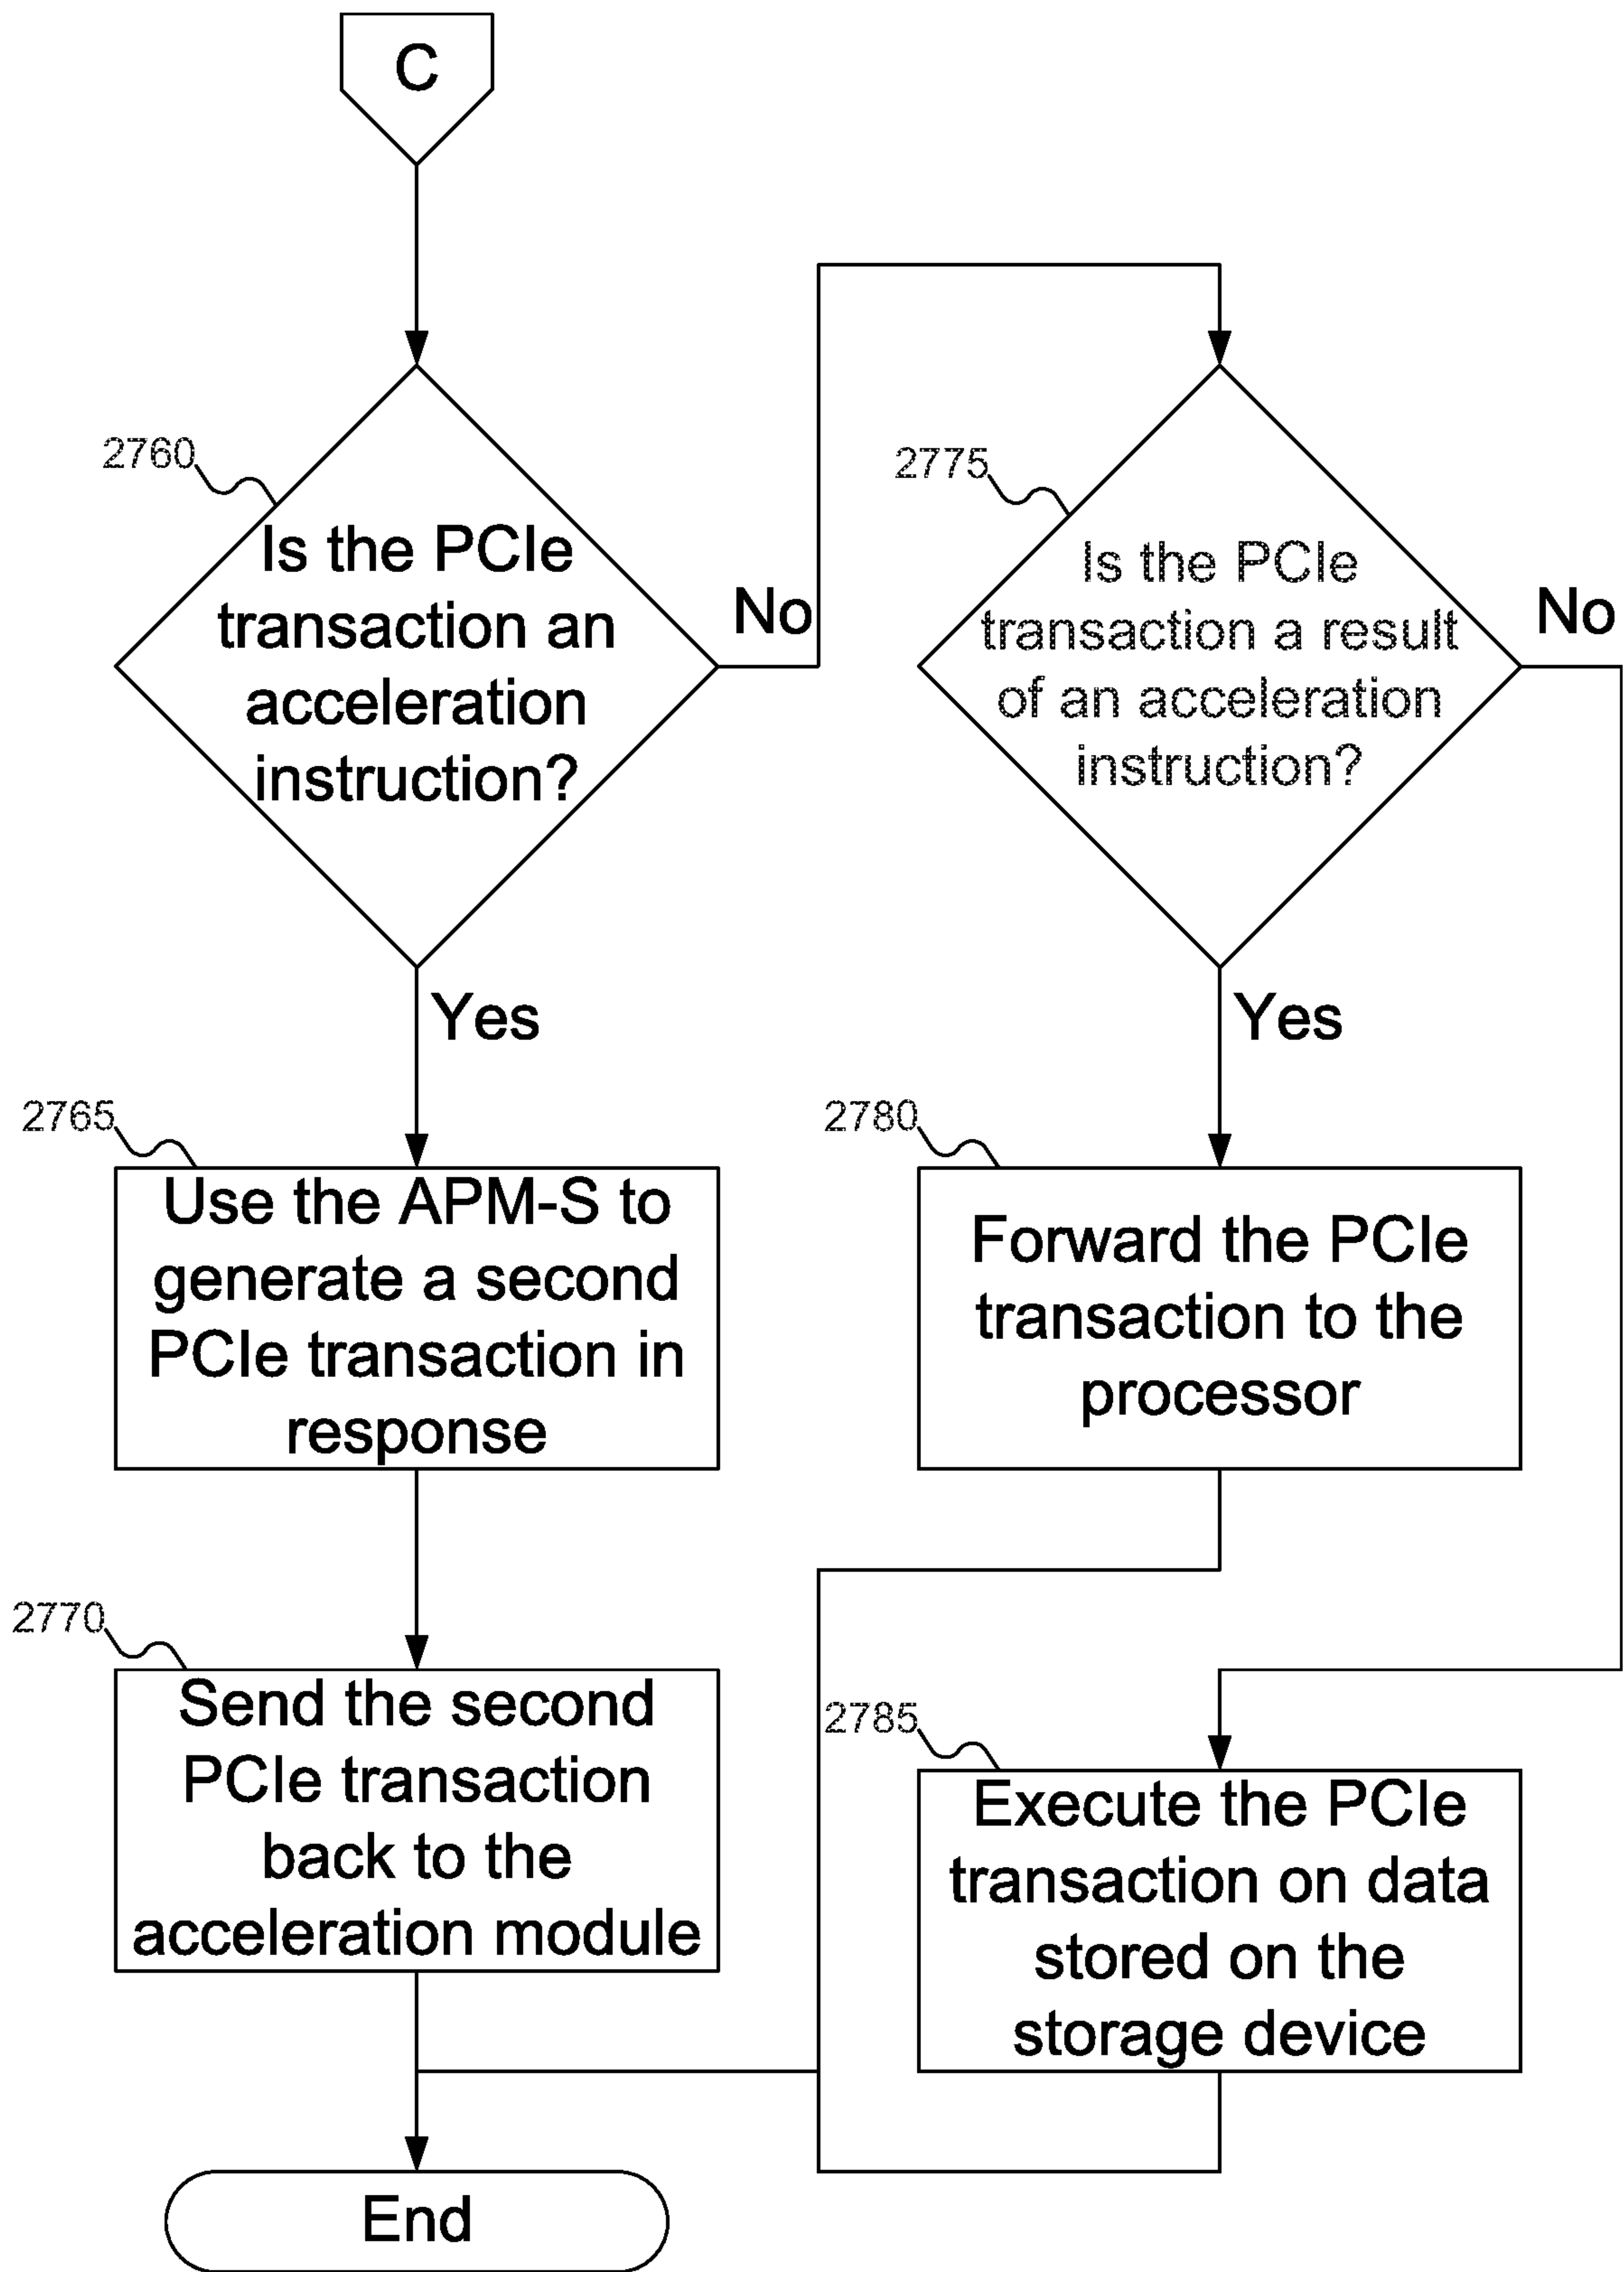 C
2760
Is the PCIe
transaction an
acceleration
instruction?
No
2775
Is the PCIe
transaction a result
of an acceleration
instruction?
No
Yes
Yes
2765
Use the APM-S to
generate a second
PCIe transaction in
response
2780
Forward the PCIe
transaction to the
processor
2770
Send the second
PCIe transaction
back to the
acceleration module
2785
Execute the PCIe
transaction on data
stored on the
storage device
End